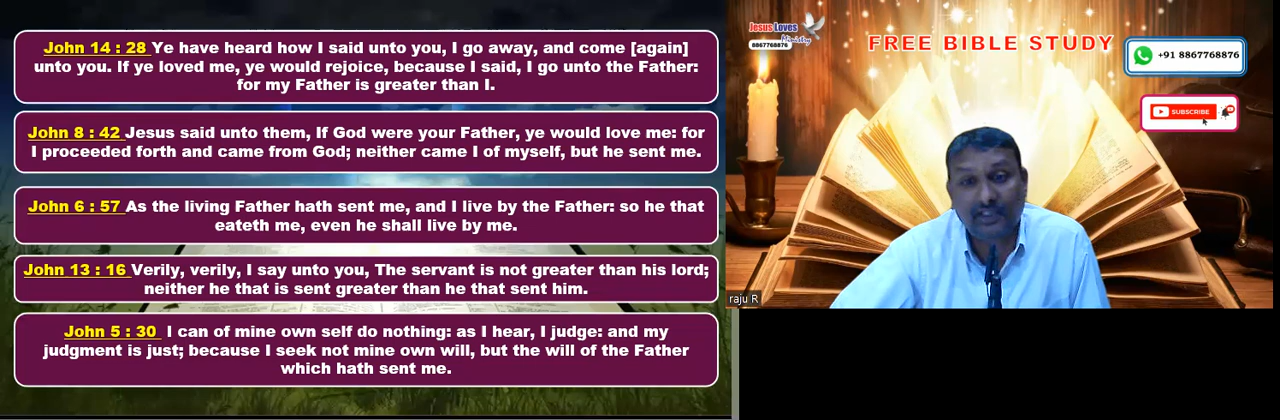 John 14 : 28 Ye have heard how I said unto you, I go away, and come [again]
unto you. If ye loved me, ye would rejoice, because I said, I go unto the Father:
for my Father is greater than I.
John 8 : 42 Jesus said unto them, If God were your Father, ye would love me: for
I proceeded forth and came from God; neither came I of myself, but he sent me.
John 6 : 57 As the living Father hath sent me, and I live by the Father: so he that
eateth me, even he shall live by me.
John 13 : 16 Verily, verily, I say unto you, The servant is not greater than his lord;
neither he that is sent greater than he that sent him.
John 5 : 30 I can of mine own self do nothing: as I hear, I judge: and my
judgment is just; because I seek not mine own will, but the will of the Father
which hath sent me.
Jesus Loves
Ministry
8867768876
FREE BIBLE STUDY
+91 8867768876
SUBSCRIBE
raju R